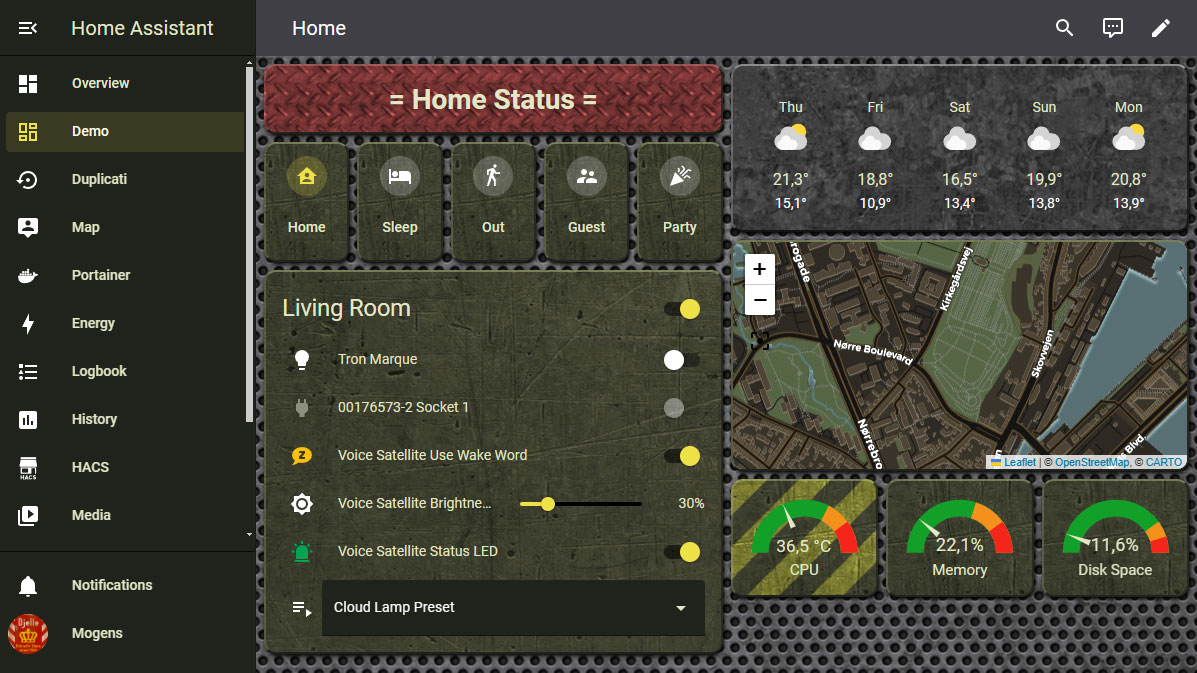 Home Assistant
Overview
Demo
Duplicati
Map
Portainer
Energy
Logbook
History
HACS
HACS
Media
Notifications
Djelle
Mogens
Home
= Home Status =
Home
Sleep
Out
Guest
Party
Living Room
Tron Marque
00176573-2 Socket 1
Voice Satellite Use Wake Word
Voice Satellite Brightne... 30%
Voice Satellite Status LED
Cloud Lamp Preset
Thu Fri Sat Sun Mon
21,3° 18,8° 16,5° 19,9° 20,8°
15,1° 10,9° 13,4° 13,8° 13,9°
+
−
rogade
Kirkegårdsvej
Nørre Boulevard
Skovvejen
Nørrebro
Blvd.
Leaflet | © OpenStreetMap, © CARTO
36,5 °C
CPU
22,1%
Memory
11,6%
Disk Space